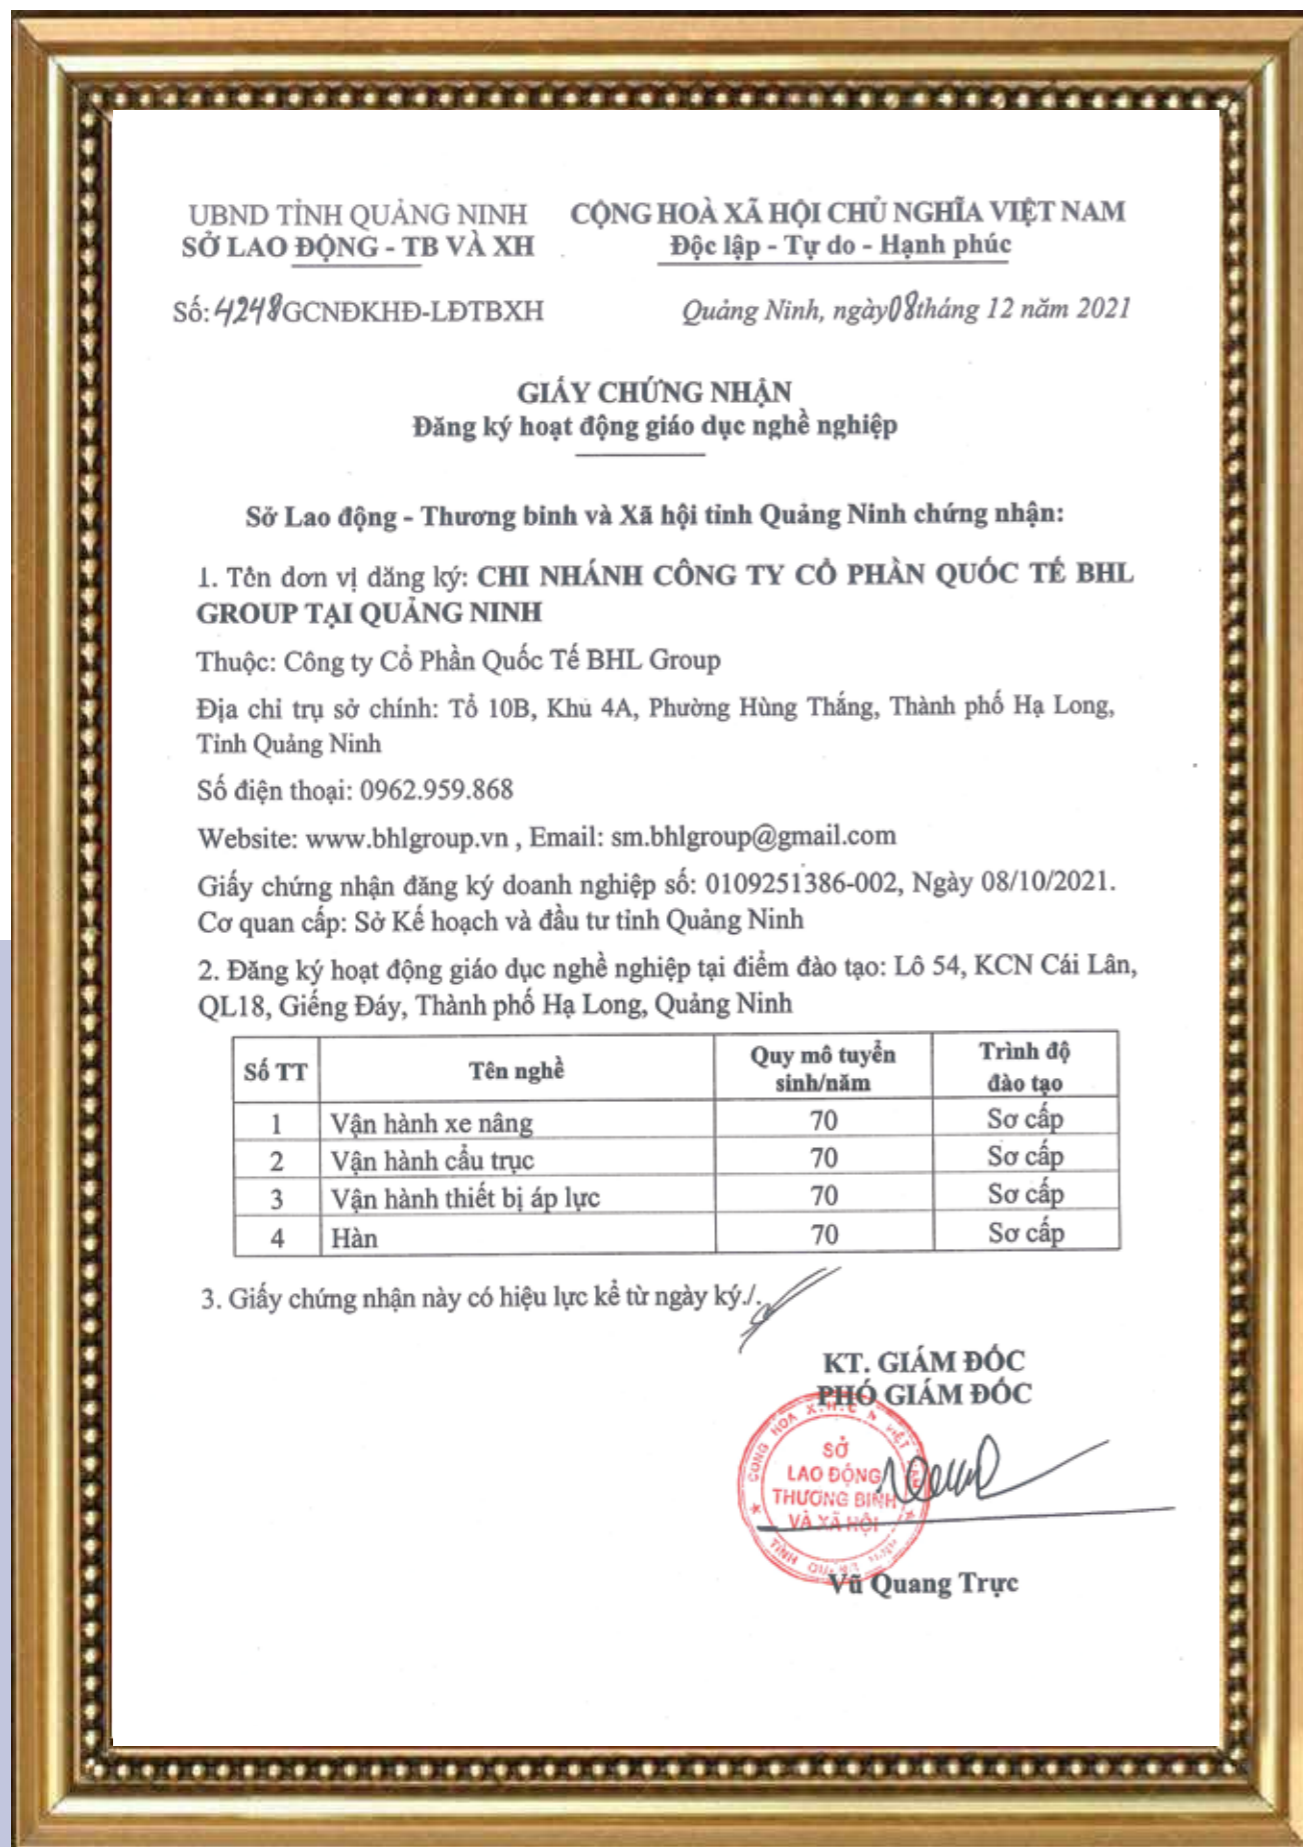 UBND TỈNH QUẢNG NINH
SỞ LAO ĐỘNG - TB VÀ XH
CỘNG HOÀ XÃ HỘI CHỦ NGHĨA VIỆT NAM
Độc lập - Tự do - Hạnh phúc
Số: 4248GCNĐKHĐ-LĐTBXH
Quảng Ninh, ngày 08 tháng 12 năm 2021
GIẤY CHỨNG NHẬN
Đăng ký hoạt động giáo dục nghề nghiệp
Sở Lao động - Thương binh và Xã hội tỉnh Quảng Ninh chứng nhận:
1. Tên đơn vị đăng ký: CHI NHÁNH CÔNG TY CỔ PHẦN QUỐC TẾ BHL
GROUP TẠI QUẢNG NINH
Thuộc: Công ty Cổ Phần Quốc Tế BHL Group
Địa chỉ trụ sở chính: Tổ 10B, Khu 4A, Phường Hùng Thắng, Thành phố Hạ Long,
Tỉnh Quảng Ninh
Số điện thoại: 0962.959.868
Website: www.bhlgroup.vn , Email: sm.bhlgroup@gmail.com
Giấy chứng nhận đăng ký doanh nghiệp số: 0109251386-002, Ngày 08/10/2021.
Cơ quan cấp: Sở Kế hoạch và đầu tư tỉnh Quảng Ninh
2. Đăng ký hoạt động giáo dục nghề nghiệp tại điểm đào tạo: Lô 54, KCN Cái Lân,
QL18, Giếng Đáy, Thành phố Hạ Long, Quảng Ninh
Số TT Tên nghề Quy mô tuyển sinh/năm Trình độ đào tạo
1 Vận hành xe nâng 70 Sơ cấp
2 Vận hành cẩu trục 70 Sơ cấp
3 Vận hành thiết bị áp lực 70 Sơ cấp
4 Hàn 70 Sơ cấp
3. Giấy chứng nhận này có hiệu lực kể từ ngày ký./.
KT. GIÁM ĐỐC
PHÓ GIÁM ĐỐC
CỘNG HOÀ X.H.C.N VIỆT NAM
SỞ
LAO ĐỘNG
THƯƠNG BINH
VÀ XÃ HỘI
TỈNH
Vũ Quang Trực